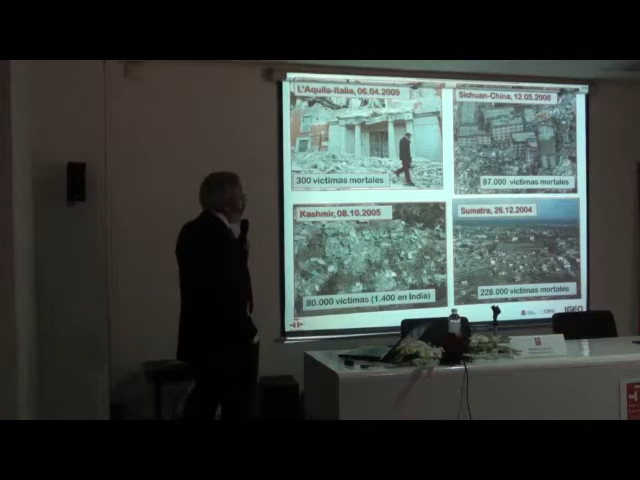 L'Aquila-Italia, 06.04.2009
300 víctimas mortales
Sichuan-China, 12.05.2008
87.000 víctimas mortales
Kashmir, 08.10.2005
80.000 víctimas (1.400 en India)
Sumatra, 26.12.2004
228.000 víctimas mortales
IGEO